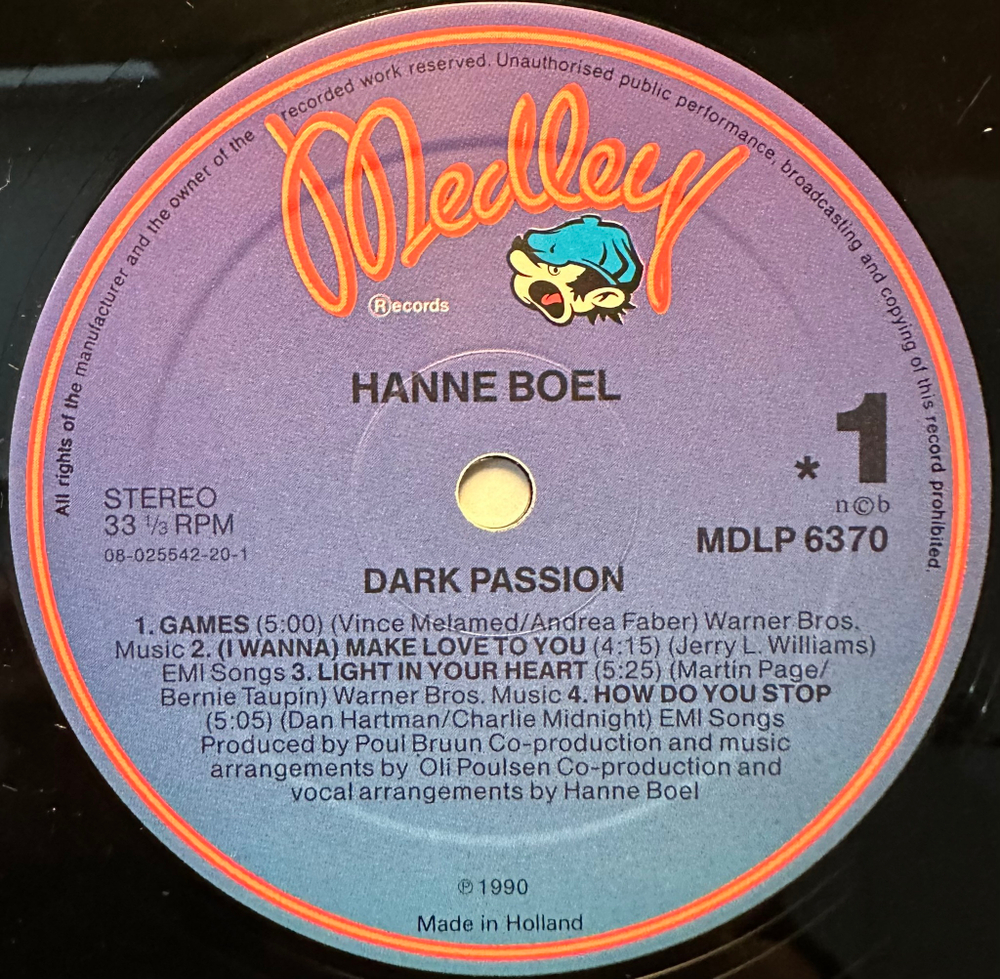 All rights of the manufacturer and the owner of the recorded work reserved. Unauthorised public performance, broadcasting and copying of this record prohibited.
Medley
Ⓡecords
HANNE BOEL
* 1
n©b
STEREO
33 1/3 RPM
08-025542-20-1
MDLP 6370
DARK PASSION
1. GAMES (5:00) (Vince Melamed/Andrea Faber) Warner Bros.
Music 2. (I WANNA) MAKE LOVE TO YOU (4:15) (Jerry L. Williams)
EMI Songs 3. LIGHT IN YOUR HEART (5:25) (Martin Page/
Bernie Taupin) Warner Bros. Music 4. HOW DO YOU STOP
(5:05) (Dan Hartman/Charlie Midnight) EMI Songs
Produced by Poul Bruun Co-production and music
arrangements by Oli Poulsen Co-production and
vocal arrangements by Hanne Boel
℗ 1990
Made in Holland